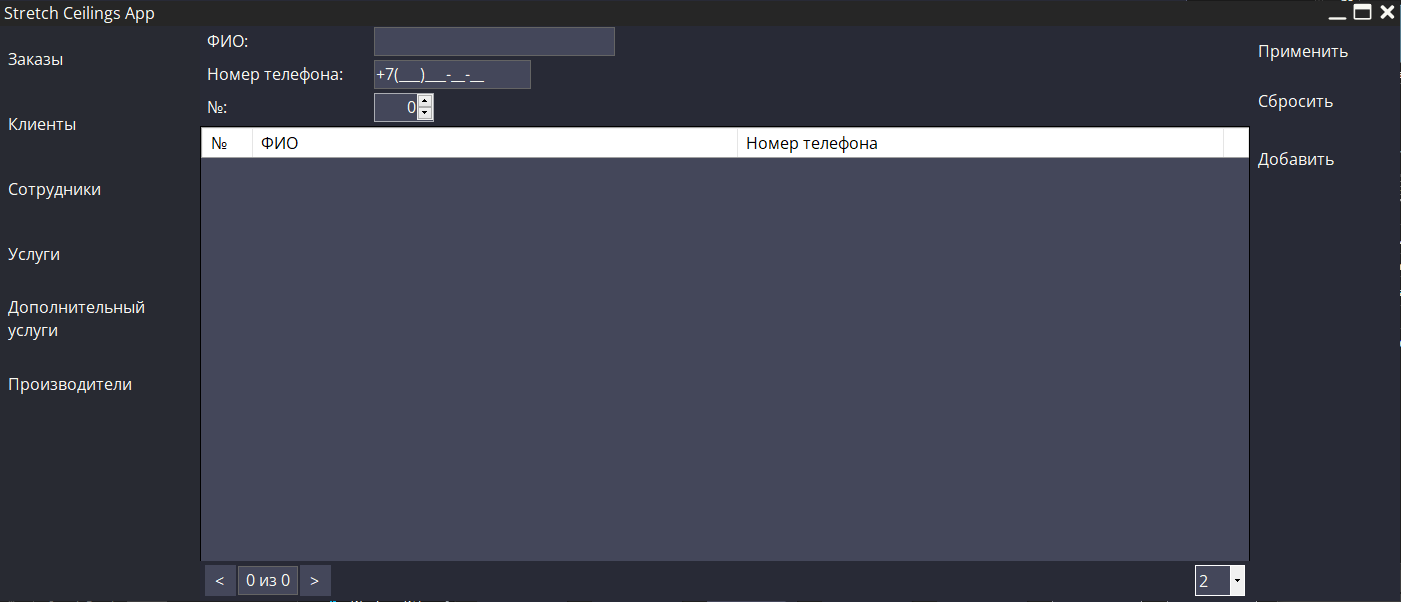 Stretch Ceilings App
Заказы
Клиенты
Сотрудники
Услуги
Дополнительный
услуги
Производители
ФИО:
Номер телефона: +7(___)___-__-__
№: 0
№ ФИО Номер телефона
< 0 из 0 > 2
Применить
Сбросить
Добавить